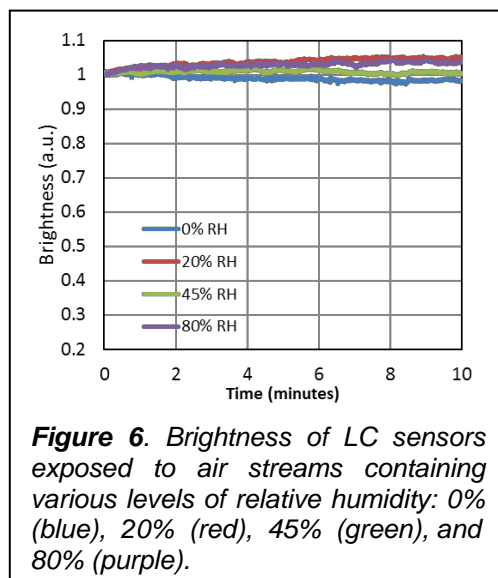 1.1
1
0.9
0.8
0.7
0.6
0.5
0.4
0.3
0.2
Brightness (a.u.)
0% RH
20% RH
45% RH
80% RH
0 2 4 6 8 10
Time (minutes)
Figure 6. Brightness of LC sensors
exposed to air streams containing
various levels of relative humidity: 0%
(blue), 20% (red), 45% (green), and
80% (purple).